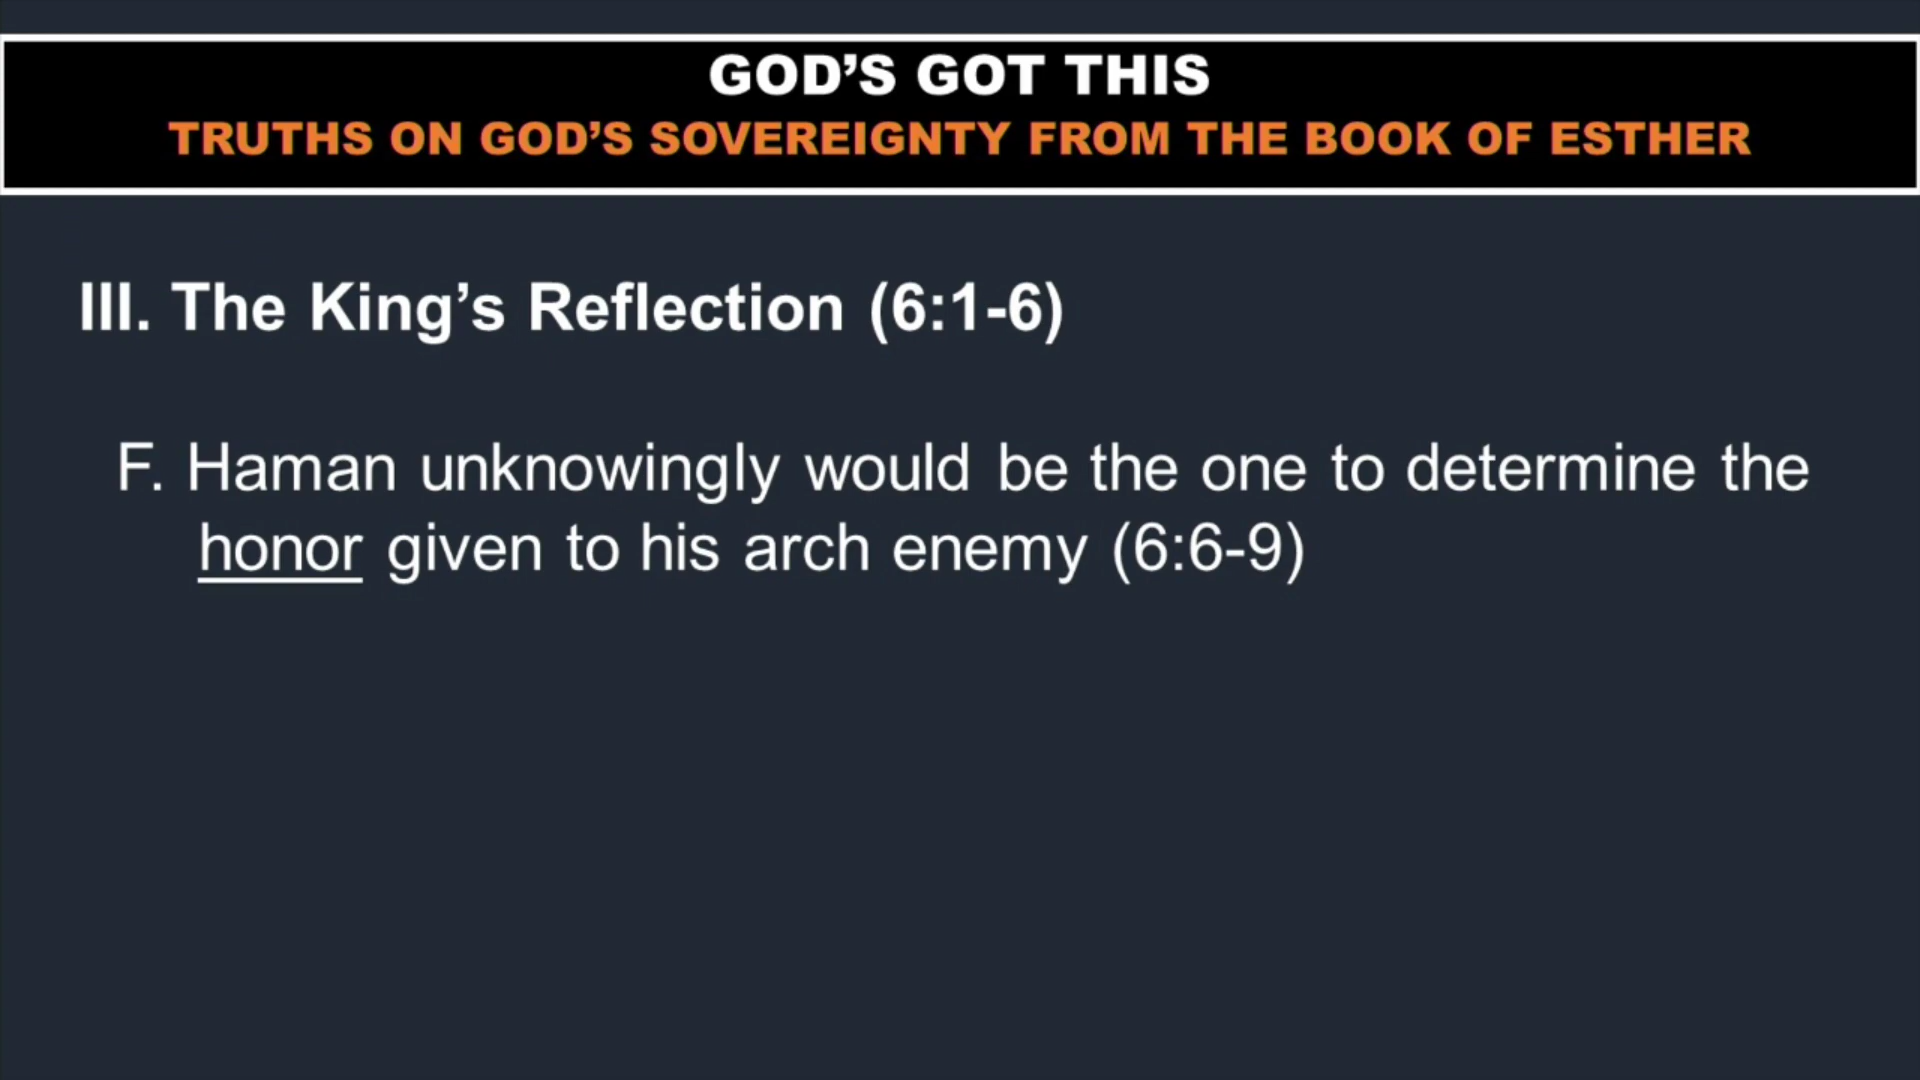 GOD'S GOT THIS
TRUTHS ON GOD'S SOVEREIGNTY FROM THE BOOK OF ESTHER
III. The King's Reflection (6:1-6)
F. Haman unknowingly would be the one to determine the
honor given to his arch enemy (6:6-9)